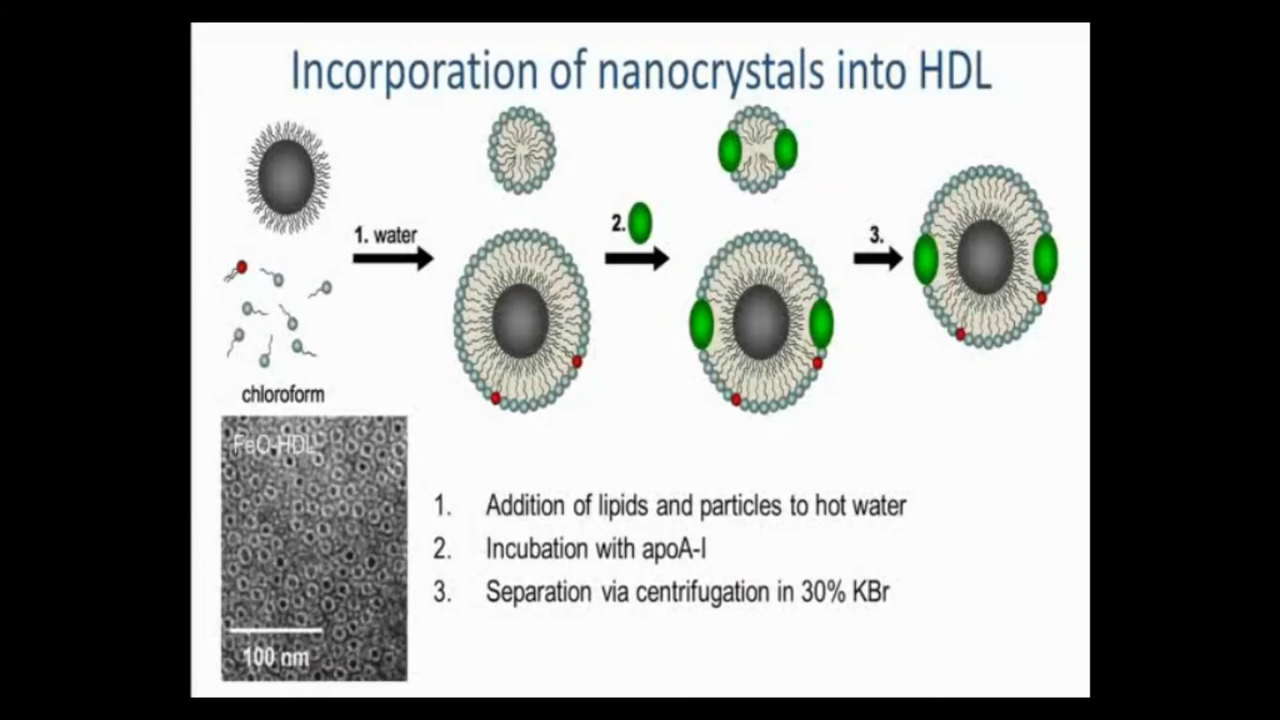 Incorporation of nanocrystals into HDL
1. water
2.
3.
chloroform
FeO-HDL
100 nm
1. Addition of lipids and particles to hot water
2. Incubation with apoA-I
3. Separation via centrifugation in 30% KBr